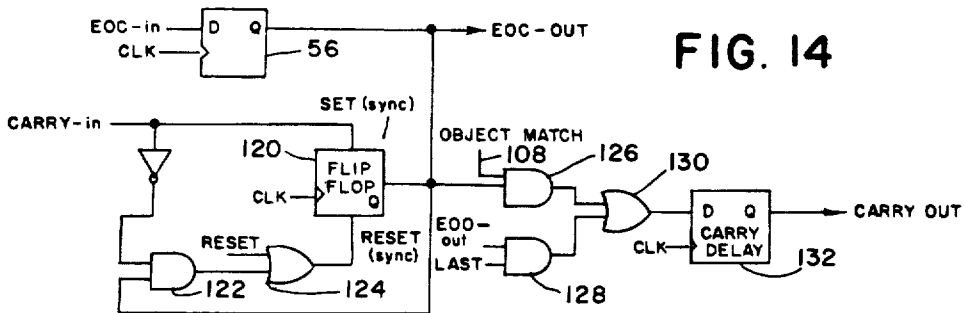 EOC-in
D Q
EOC-OUT
CLK
56
FIG. 14
SET (sync)
CARRY-in
OBJECT MATCH
120
108
126
FLIP
FLOP
130
CLK
Q
D Q
CARRY OUT
RESET
RESET
(sync)
EOD-
out
CARRY
DELAY
CLK
LAST
132
122
124
128